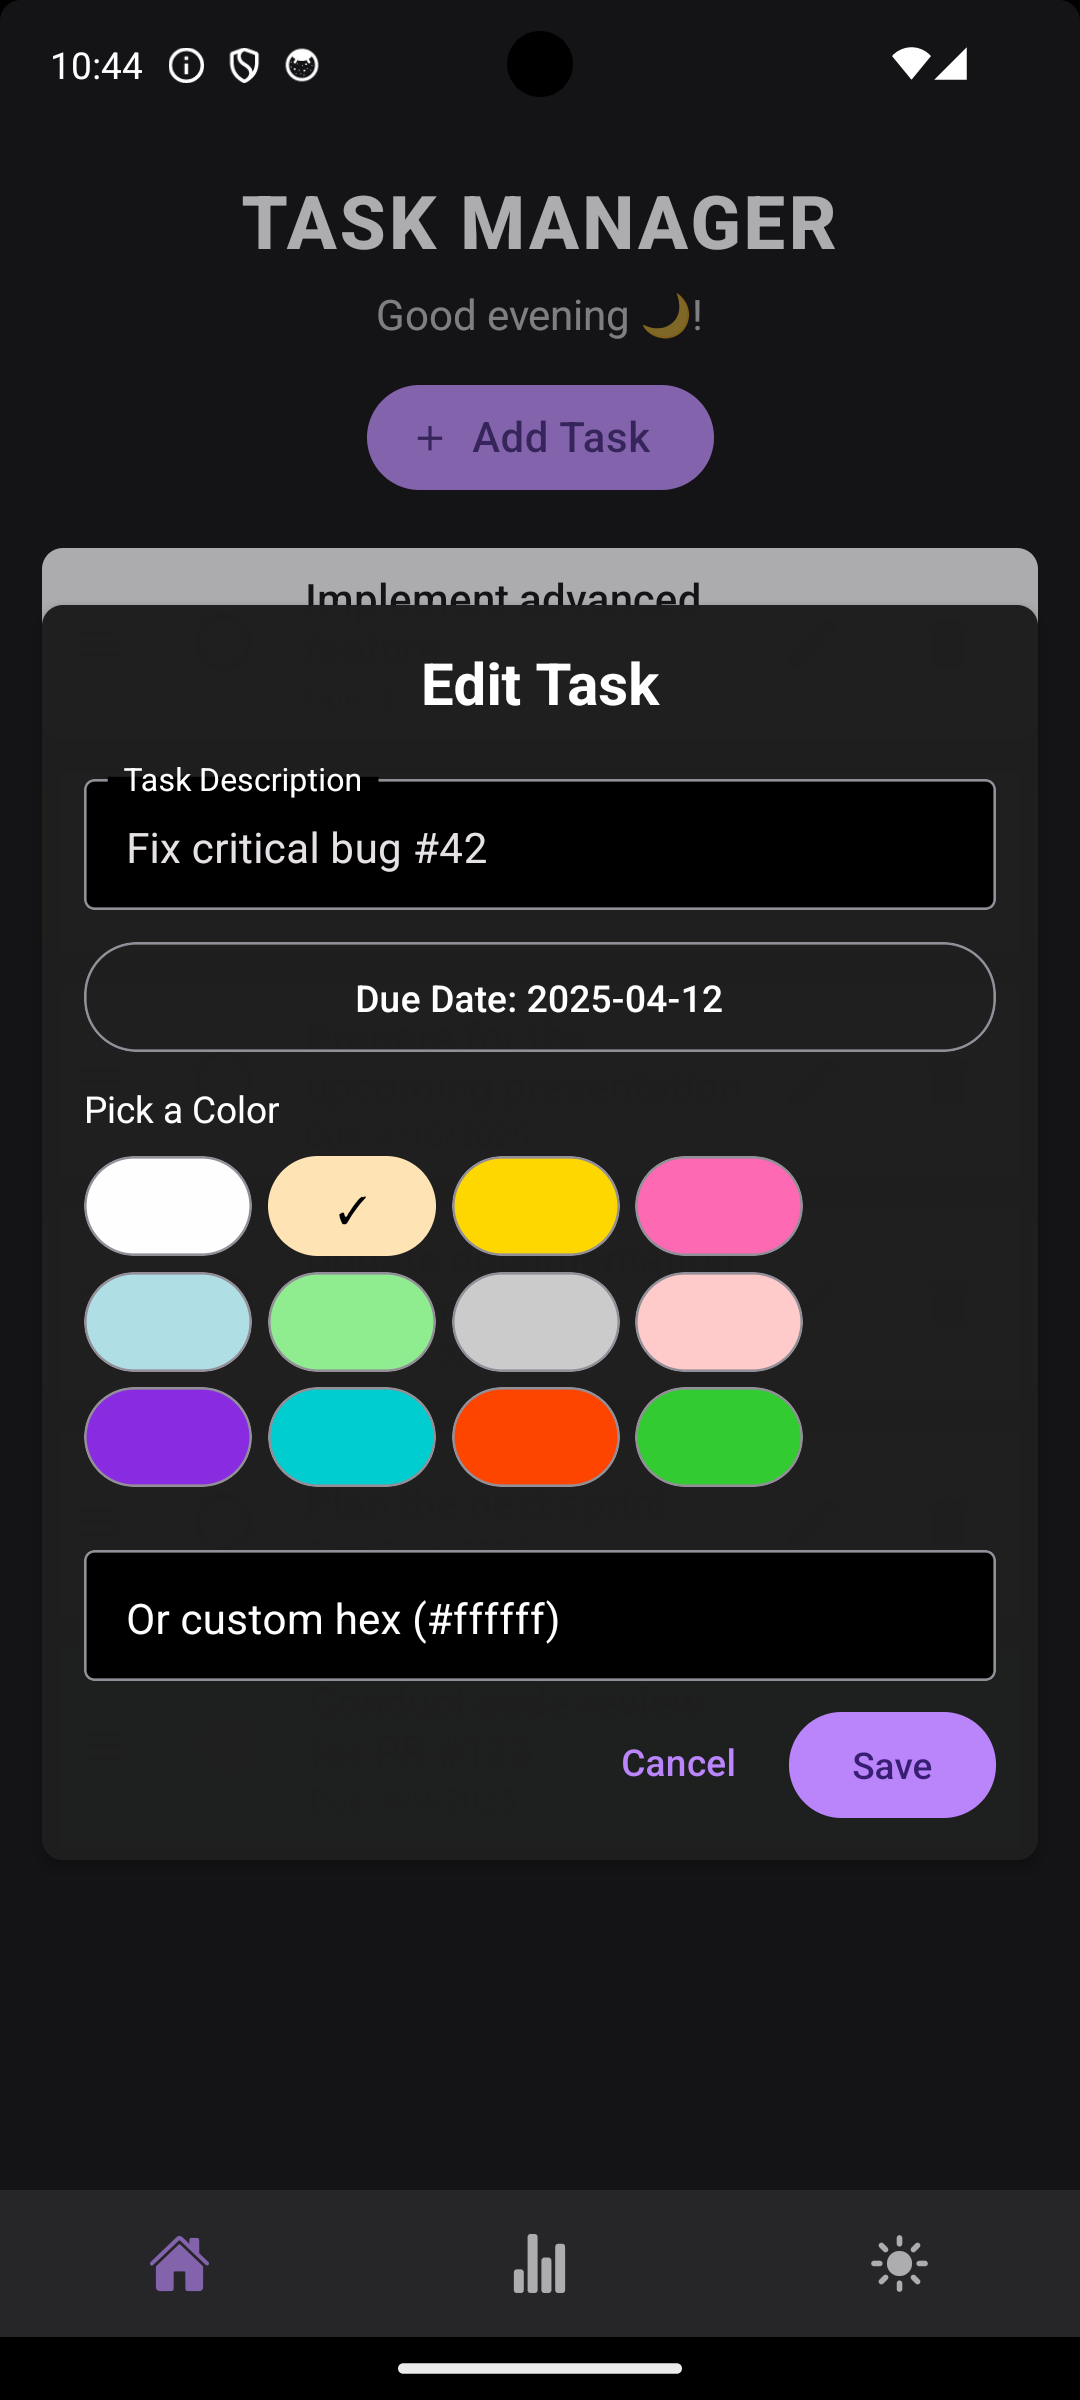 10:44
TASK MANAGER
Good evening 🌙!
+ Add Task
Implement advanced
Edit Task
Task Description
Fix critical bug #42
Due Date: 2025-04-12
Pick a Color
✓
Or custom hex (#ffffff)
Cancel
Save